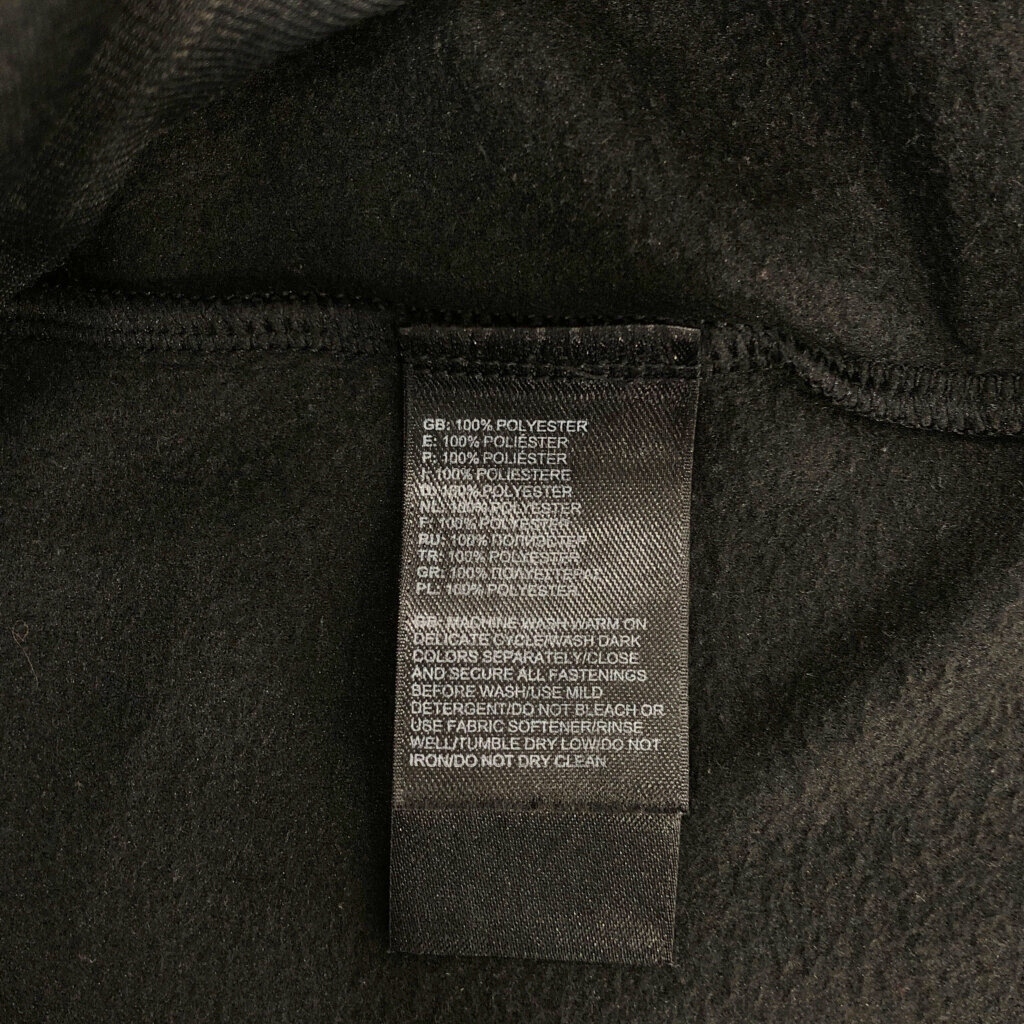 GB: 100% POLYESTER
E: 100% POLIÉSTER
P: 100% POLIÉSTER
I: 100% POLIESTERE
D: 100% POLYESTER
NL: 100% POLYESTER
F: 100% POLYESTER
RU: 100% ПОЛИЭСТЕР
TR: 100% POLYESTER
GR: 100% ΠΟΛΥΕΣΤΕΡΑΣ
PL: 100% POLYESTER
GB: MACHINE WASH WARM ON
DELICATE CYCLE/WASH DARK
COLORS SEPARATELY/CLOSE
AND SECURE ALL FASTENINGS
BEFORE WASH/USE MILD
DETERGENT/DO NOT BLEACH OR
USE FABRIC SOFTENER/RINSE
WELL/TUMBLE DRY LOW/DO NOT
IRON/DO NOT DRY CLEAN